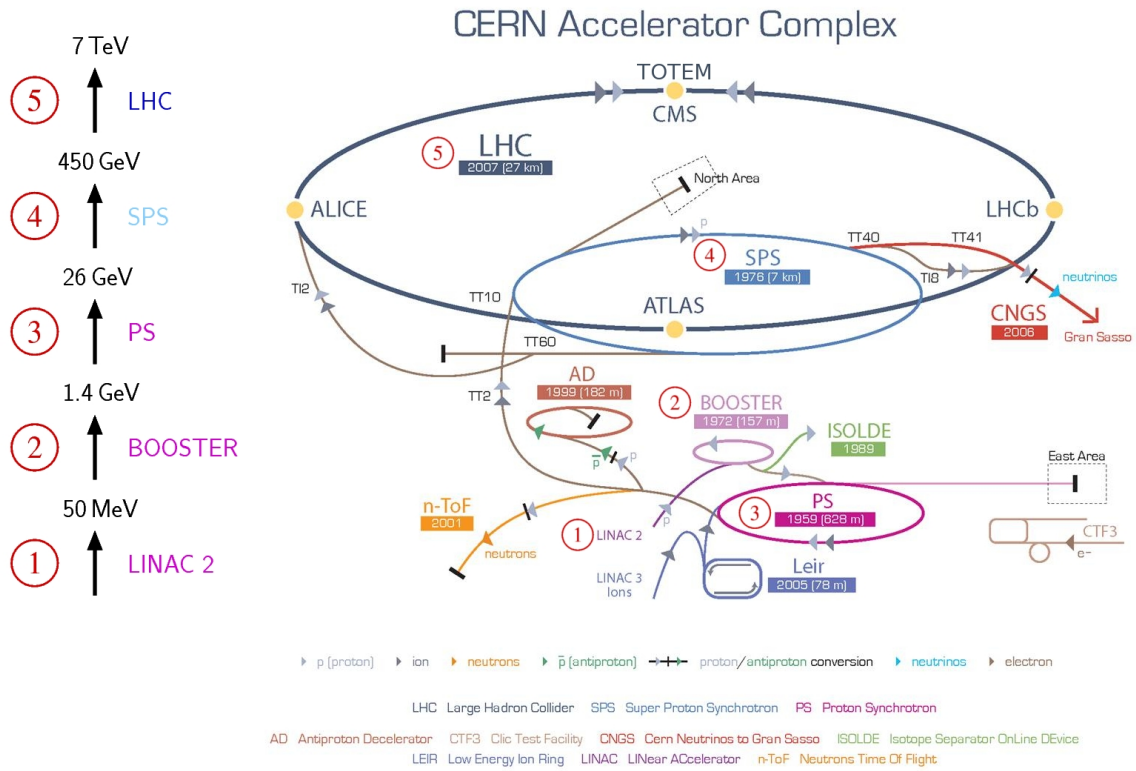 CERN Accelerator Complex
7 TeV
5
LHC
450 GeV
4
SPS
26 GeV
3
PS
1.4 GeV
2
BOOSTER
50 MeV
1
LINAC 2
TOTEM
CMS
5
LHC
2007 (27 km)
North Area
ALICE
LHCb
p
TT40
TT41
4
SPS
1976 (7 km)
TI8
neutrinos
TI2
TT10
ATLAS
CNGS
2006
Gran Sasso
TT60
AD
1999 (182 m)
TT2
2
BOOSTER
1972 (157 m)
ISOLDE
1989
p
p̅
East Area
n-ToF
2001
neutrons
1
LINAC 2
p
3
PS
1959 (628 m)
CTF3
e-
LINAC 3
Ions
Leir
2005 (78 m)
p (proton) ion neutrons p̅ (antiproton) proton/antiproton conversion neutrinos electron
LHC Large Hadron Collider SPS Super Proton Synchrotron PS Proton Synchrotron
AD Antiproton Decelerator CTF3 Clic Test Facility CNGS Cern Neutrinos to Gran Sasso ISOLDE Isotope Separator OnLine DEvice
LEIR Low Energy Ion Ring LINAC LINear ACcelerator n-ToF Neutrons Time Of Flight